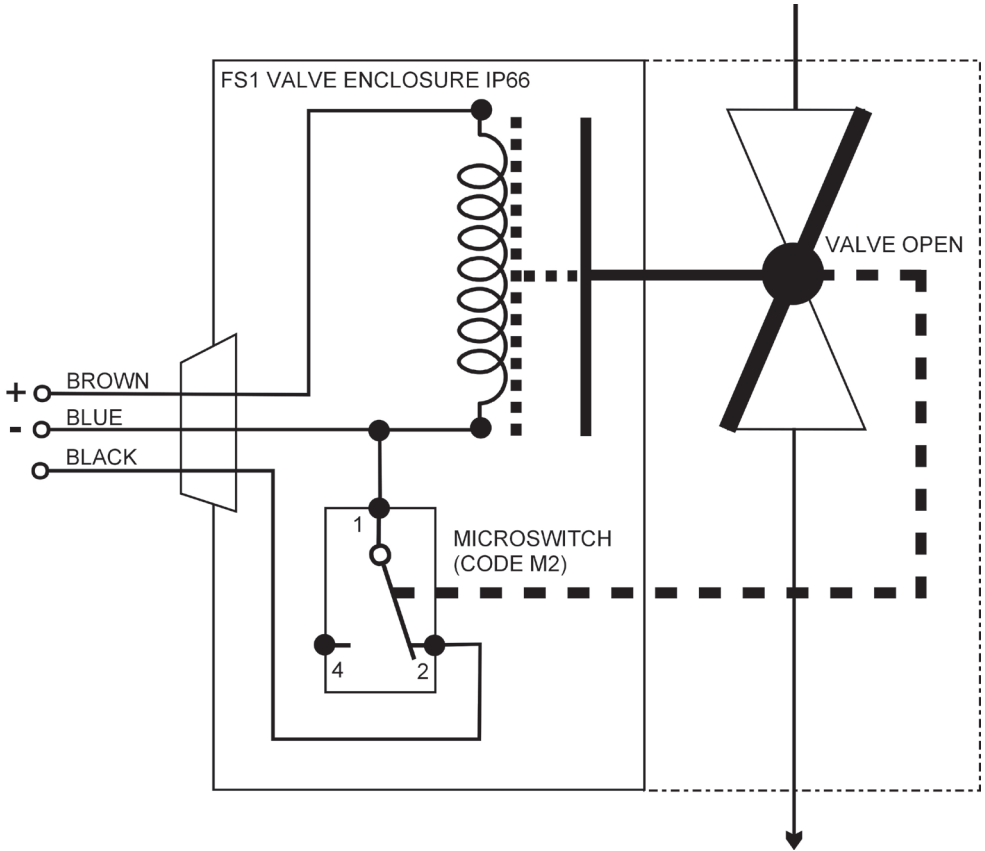 FS1 VALVE ENCLOSURE IP66
VALVE OPEN
+ BROWN
- BLUE
BLACK
1
MICROSWITCH
(CODE M2)
4
2